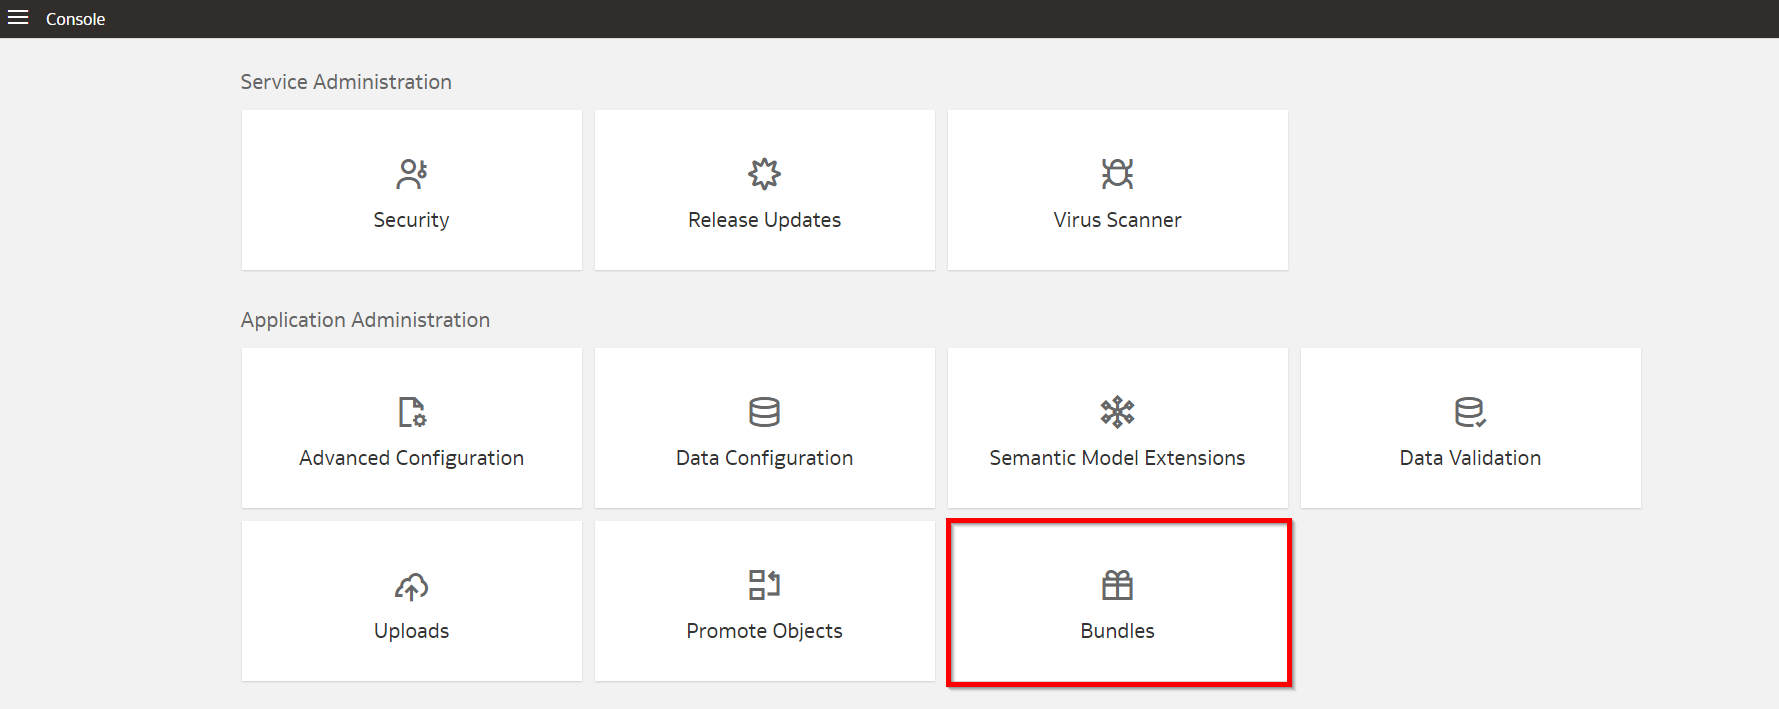 Console
Service Administration
Security
Release Updates
Virus Scanner
Application Administration
Advanced Configuration
Data Configuration
Semantic Model Extensions
Data Validation
Uploads
Promote Objects
Bundles